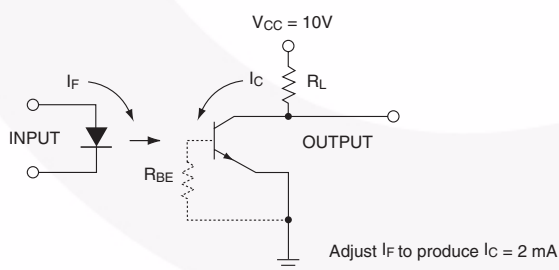 VCC = 10V
IF
IC
RL
INPUT
OUTPUT
RBE
Adjust IF to produce IC = 2 mA